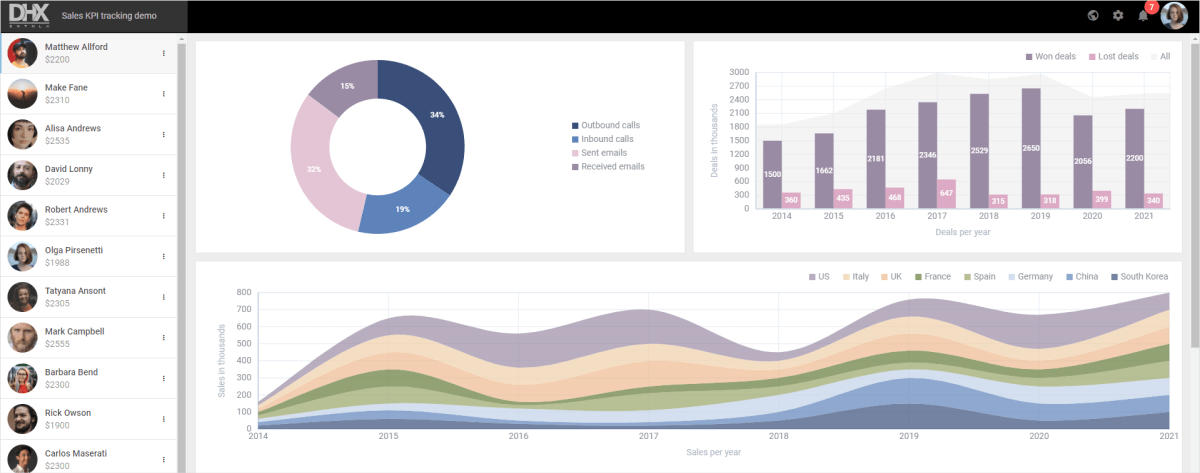 DHX
Sales KPI tracking demo
7
Matthew Allford
$2200
Make Fane
$2310
Alisa Andrews
$2535
David Lonny
$2029
Robert Andrews
$2331
Olga Pirsenetti
$1988
Tatyana Ansont
$2305
Mark Campbell
$2555
Barbara Bend
$2300
Rick Owson
$1900
Carlos Maserati
$2300
15%
34%
32%
19%
Outbound calls
Inbound calls
Sent emails
Received emails
Won deals Lost deals All
Deals in thousands
3000
2700
2400
2100
1800
1500
1200
900
600
300
0
1500 1662 2181 2346 2529 2650 2056 2200
360 435 468 647 315 318 399 340
2014 2015 2016 2017 2018 2019 2020 2021
Deals per year
US Italy UK France Spain Germany China South Korea
Sales in thousands
800
700
600
500
400
300
200
100
0
2014 2015 2016 2017 2018 2019 2020 2021
Sales per year